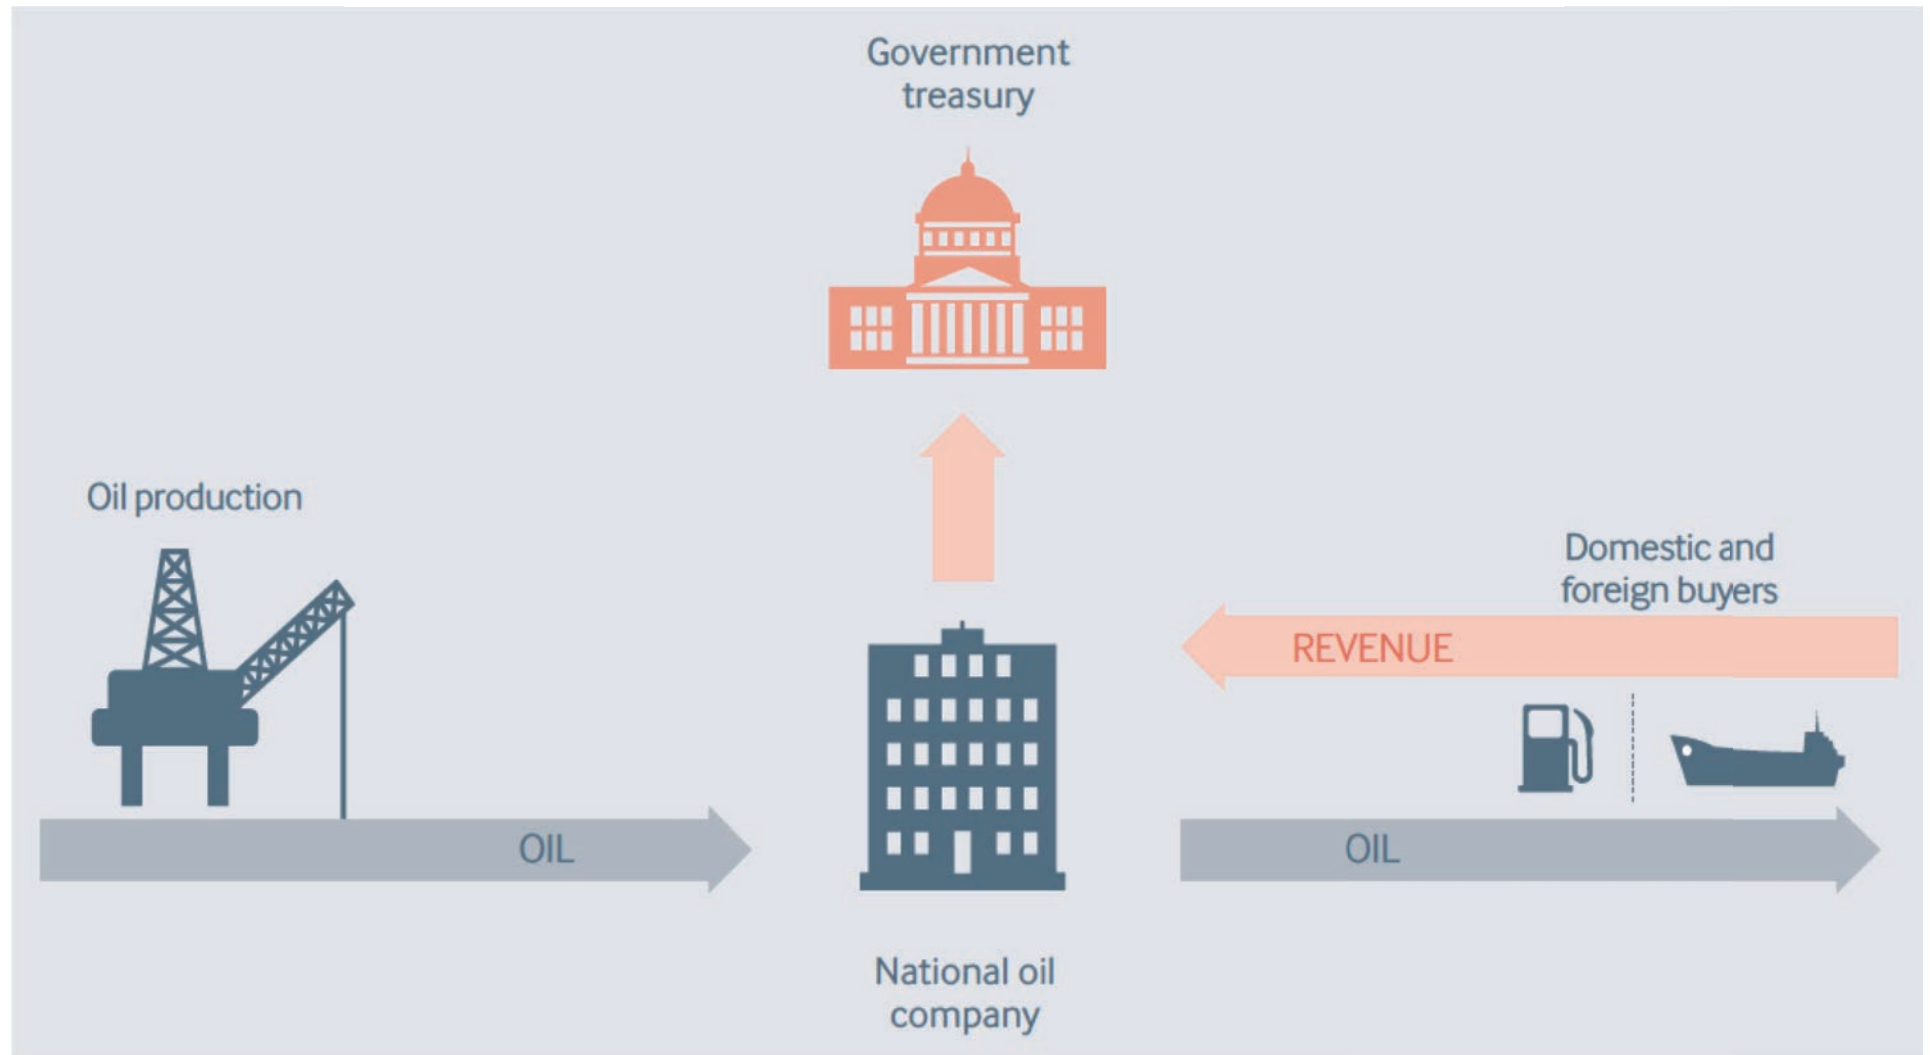 Government
treasury
Oil production
Domestic and
foreign buyers
REVENUE
OIL
OIL
National oil
company